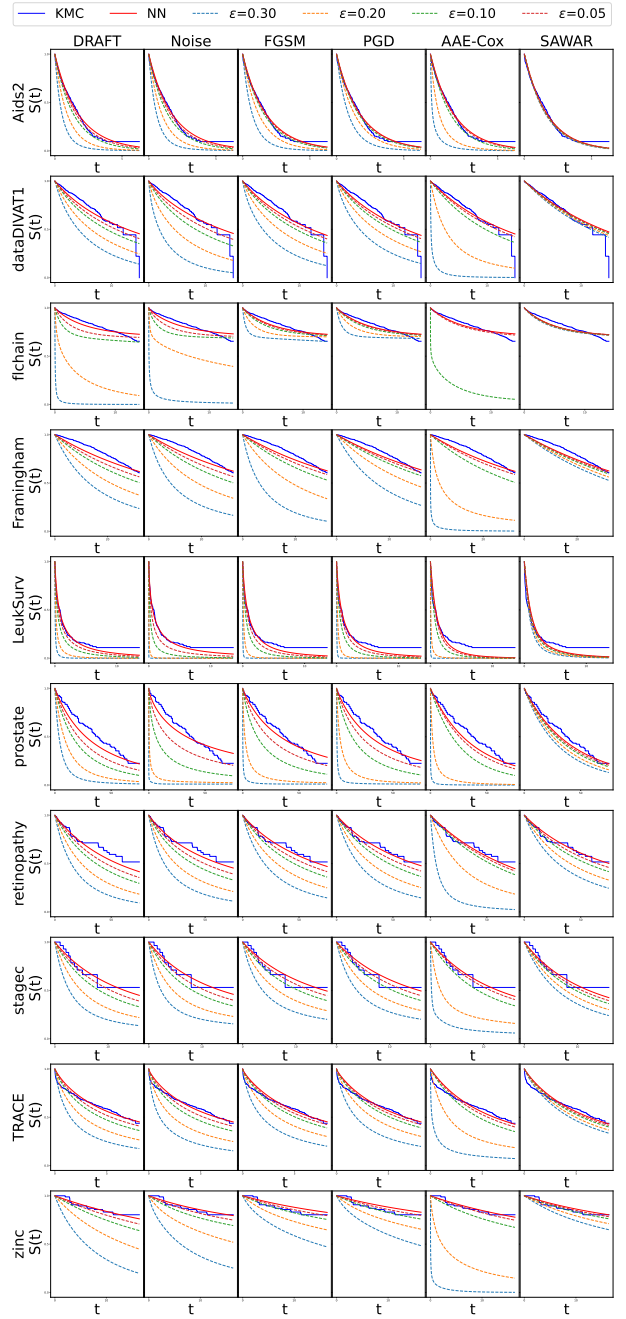 KMC NN ε=0.30 ε=0.20 ε=0.10 ε=0.05
DRAFT Noise FGSM PGD AAE-Cox SAWAR
Aids2
S(t)
t t t t t t
dataDIVAT1
S(t)
t t t t t t
flchain
S(t)
t t t t t t
Framingham
S(t)
t t t t t t
LeukSurv
S(t)
t t t t t t
prostate
S(t)
t t t t t t
retinopathy
S(t)
t t t t t t
stagec
S(t)
t t t t t t
TRACE
S(t)
t t t t t t
zinc
S(t)
t t t t t t